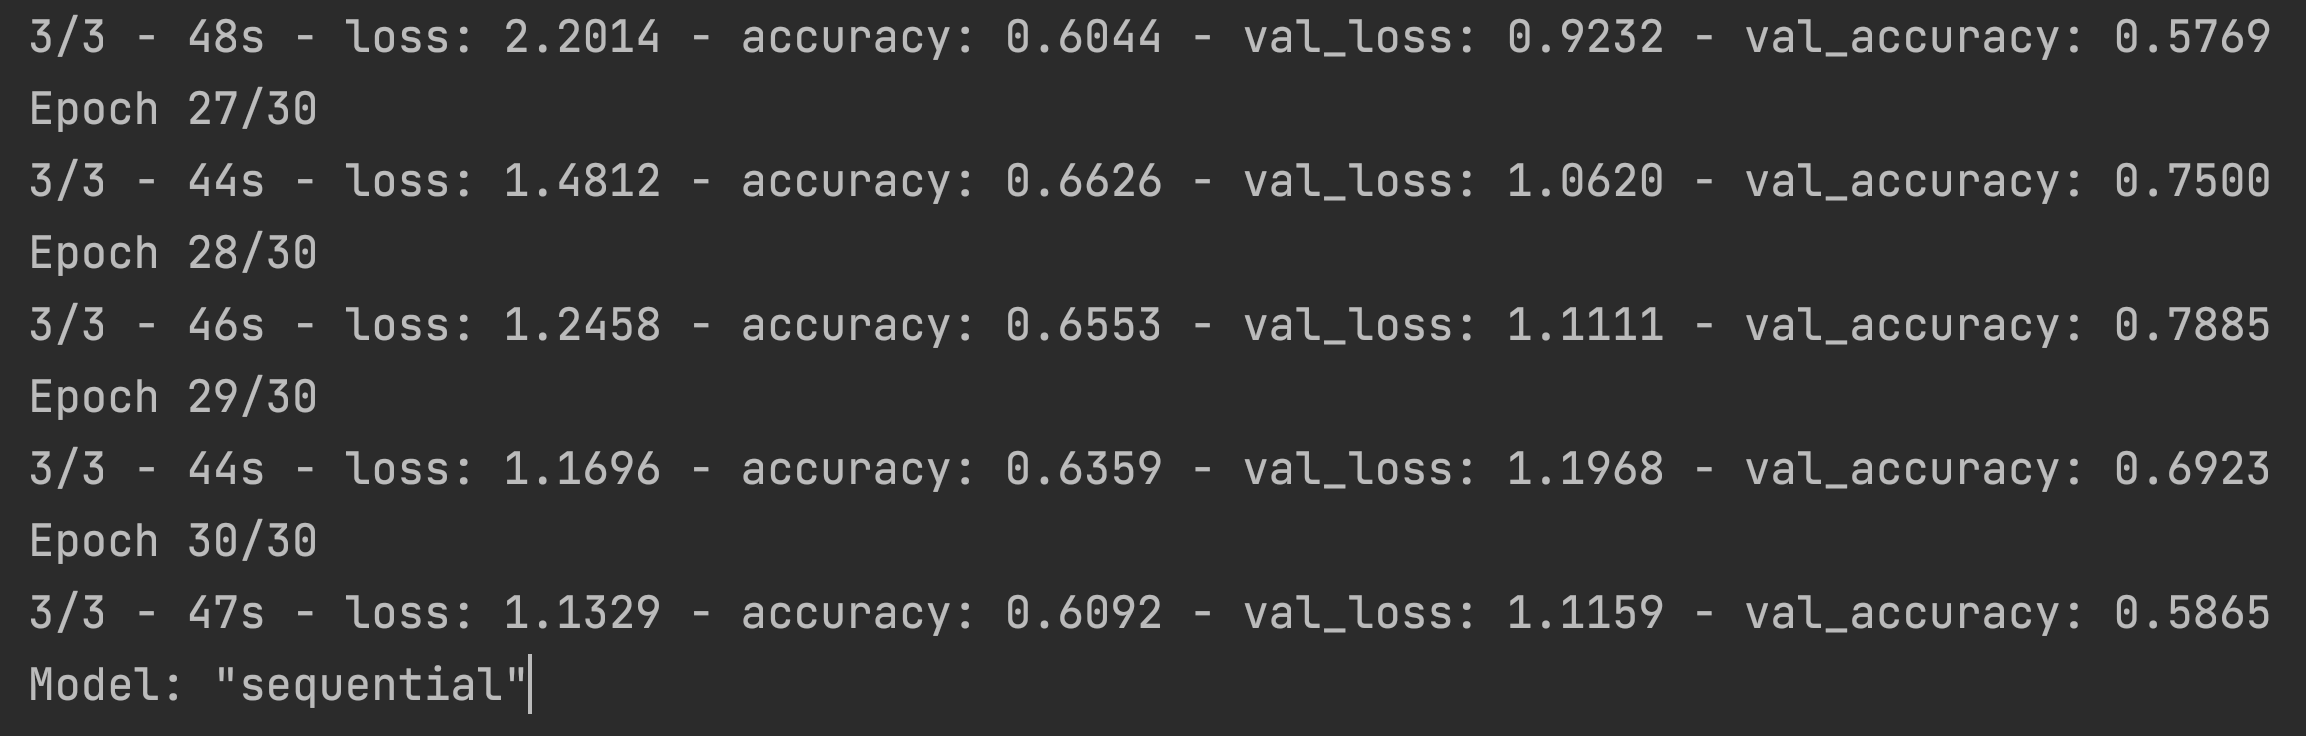 3/3 - 48s - loss: 2.2014 - accuracy: 0.6044 - val_loss: 0.9232 - val_accuracy: 0.5769
Epoch 27/30
3/3 - 44s - loss: 1.4812 - accuracy: 0.6626 - val_loss: 1.0620 - val_accuracy: 0.7500
Epoch 28/30
3/3 - 46s - loss: 1.2458 - accuracy: 0.6553 - val_loss: 1.1111 - val_accuracy: 0.7885
Epoch 29/30
3/3 - 44s - loss: 1.1696 - accuracy: 0.6359 - val_loss: 1.1968 - val_accuracy: 0.6923
Epoch 30/30
3/3 - 47s - loss: 1.1329 - accuracy: 0.6092 - val_loss: 1.1159 - val_accuracy: 0.5865
Model: "sequential"